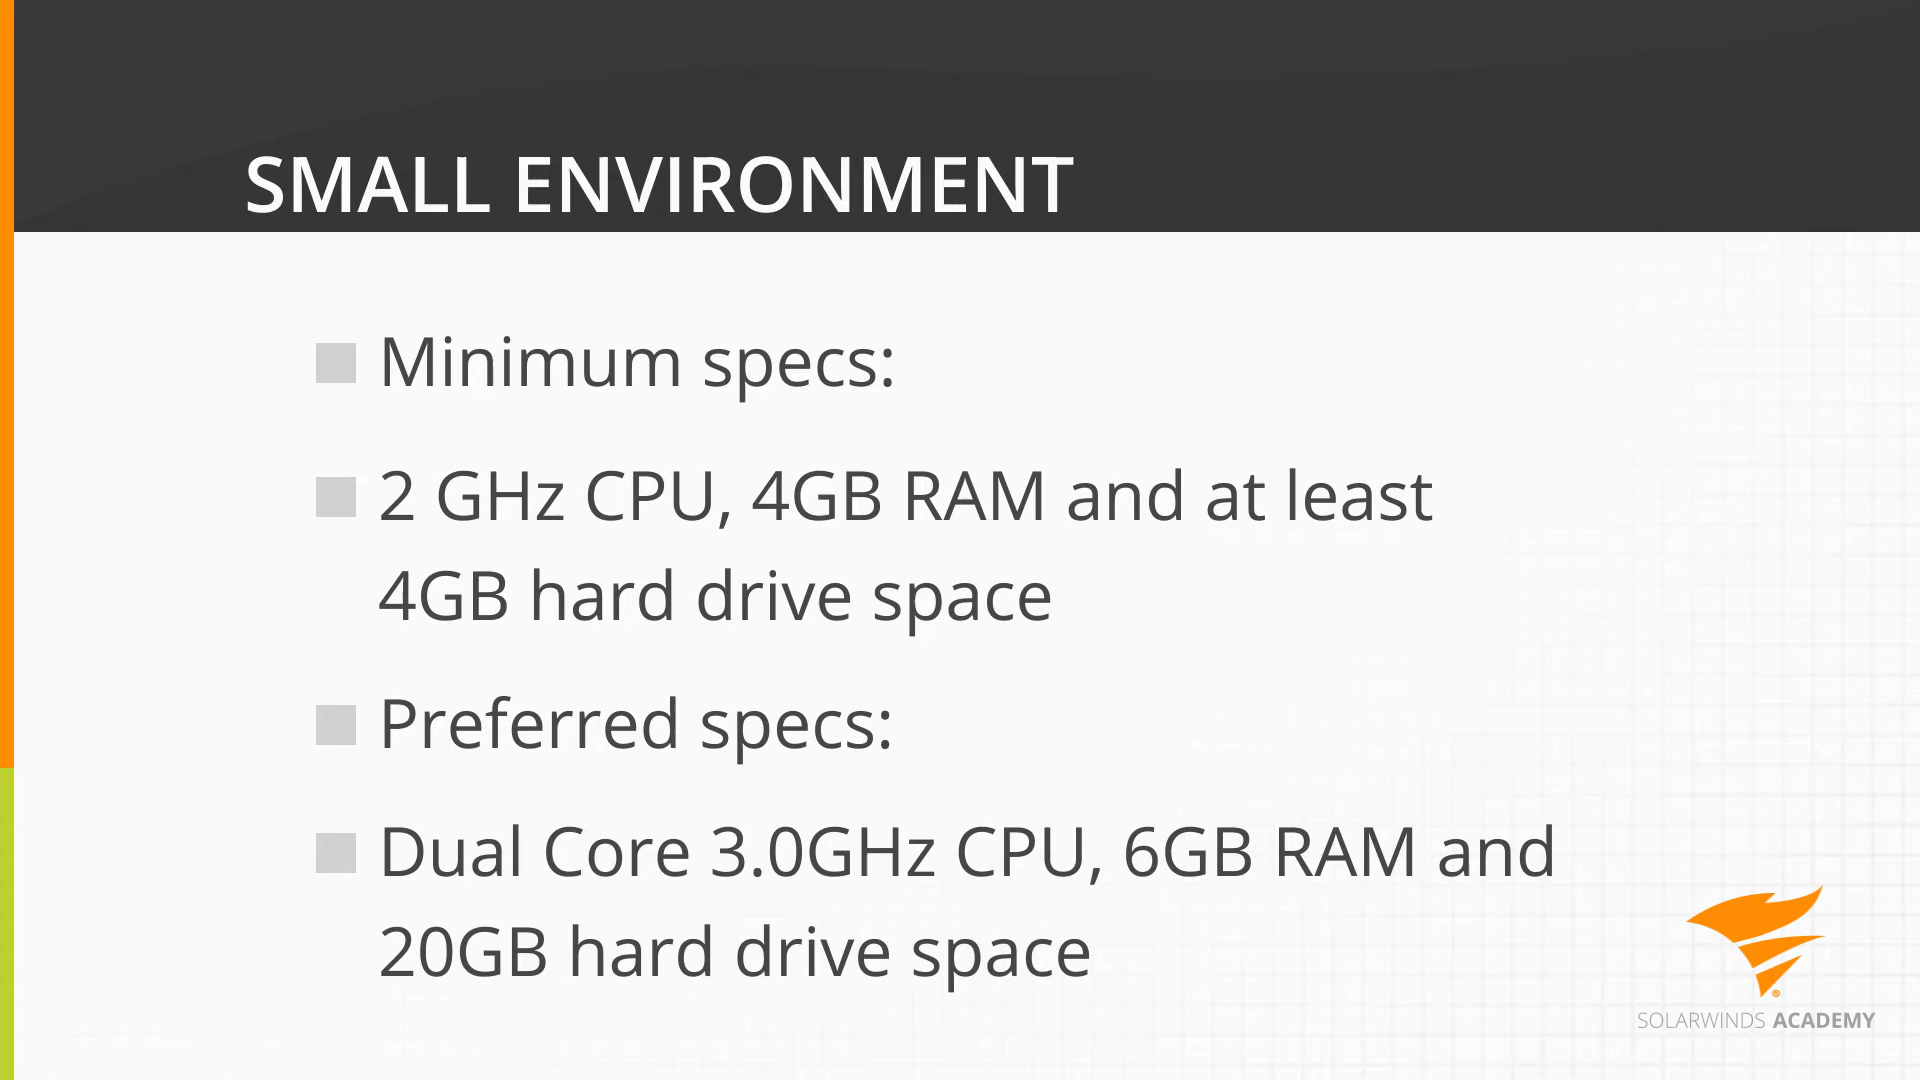 SMALL ENVIRONMENT
Minimum specs:
2 GHz CPU, 4GB RAM and at least
4GB hard drive space
Preferred specs:
Dual Core 3.0GHz CPU, 6GB RAM and
20GB hard drive space
®
SOLARWINDS ACADEMY